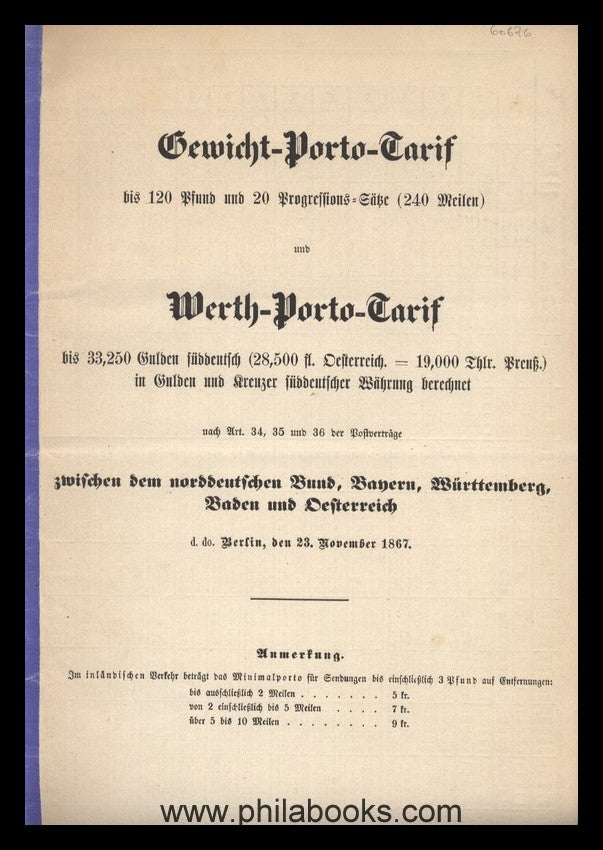 60676
Gewicht-Porto-Tarif
bis 120 Pfund und 20 Progressions-Sätze (240 Meilen)
und
Werth-Porto-Tarif
bis 33,250 Gulden süddeutsch (28,500 fl. Oesterreich. = 19,000 Thlr. Preuß.)
in Gulden und Kreuzer süddeutscher Währung berechnet
nach Art. 34, 35 und 36 der Postverträge
zwischen dem norddeutschen Bund, Bayern, Württemberg,
Baden und Oesterreich
d. do. Berlin, den 23. November 1867.
Anmerkung.
Im inländischen Verkehr beträgt das Minimalporto für Sendungen bis einschließlich 3 Pfund auf Entfernungen:
bis ausschließlich 2 Meilen . . . . . . . 5 kr.
von 2 einschließlich bis 5 Meilen . . . . 7 kr.
über 5 bis 10 Meilen . . . . . . . . 9 kr.
www.philabooks.com